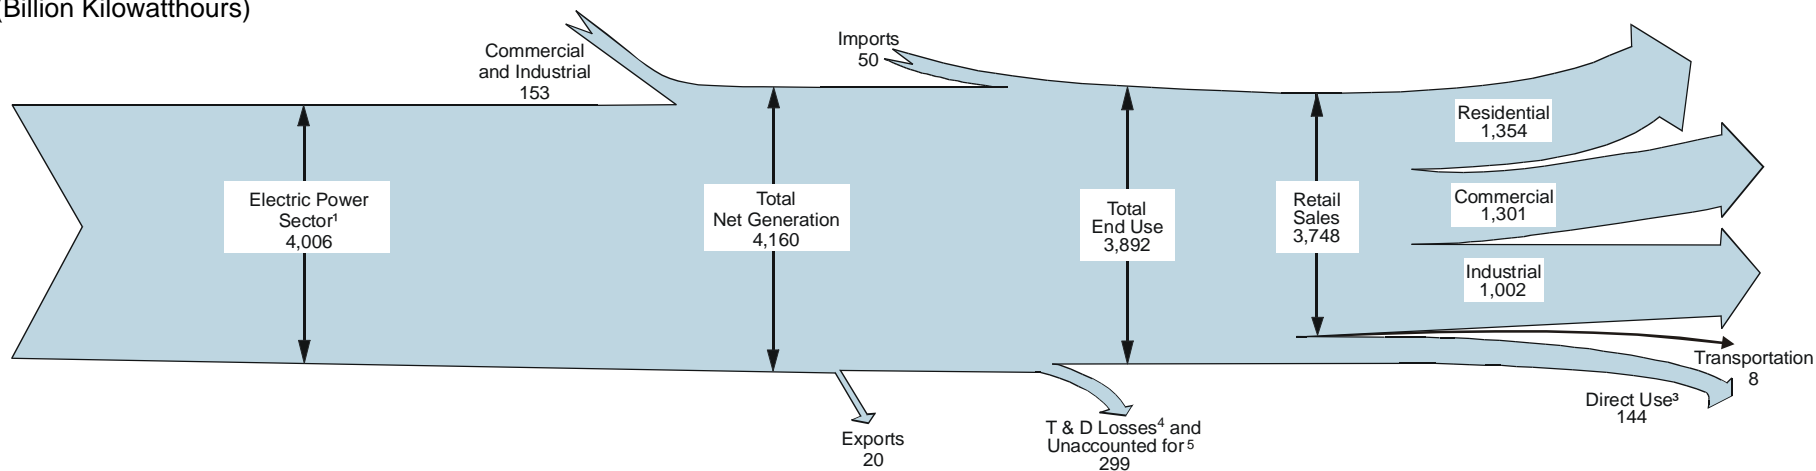 (Billion Kilowatthours)
Commercial
and Industrial
153
Imports
50
Electric Power
Sector¹
4,006
Total
Net Generation
4,160
Total
End Use
3,892
Retail
Sales
3,748
Residential
1,354
Commercial
1,301
Industrial
1,002
Transportation
8
Direct Use³
144
Exports
20
T & D Losses⁴ and
Unaccounted for⁵
299